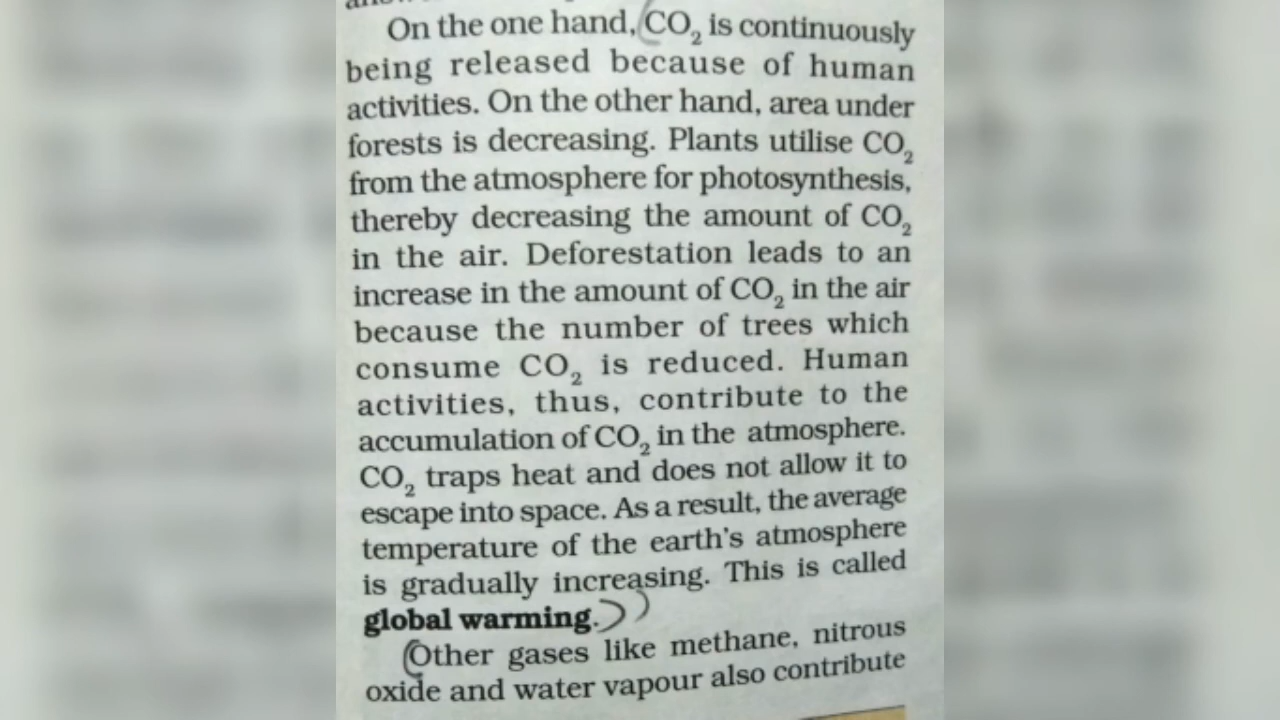 On the one hand, CO₂ is continuously
being released because of human
activities. On the other hand, area under
forests is decreasing. Plants utilise CO₂
from the atmosphere for photosynthesis,
thereby decreasing the amount of CO₂
in the air. Deforestation leads to an
increase in the amount of CO₂ in the air
because the number of trees which
consume CO₂ is reduced. Human
activities, thus, contribute to the
accumulation of CO₂ in the atmosphere.
CO₂ traps heat and does not allow it to
escape into space. As a result, the average
temperature of the earth's atmosphere
is gradually increasing. This is called
global warming.
Other gases like methane, nitrous
oxide and water vapour also contribute